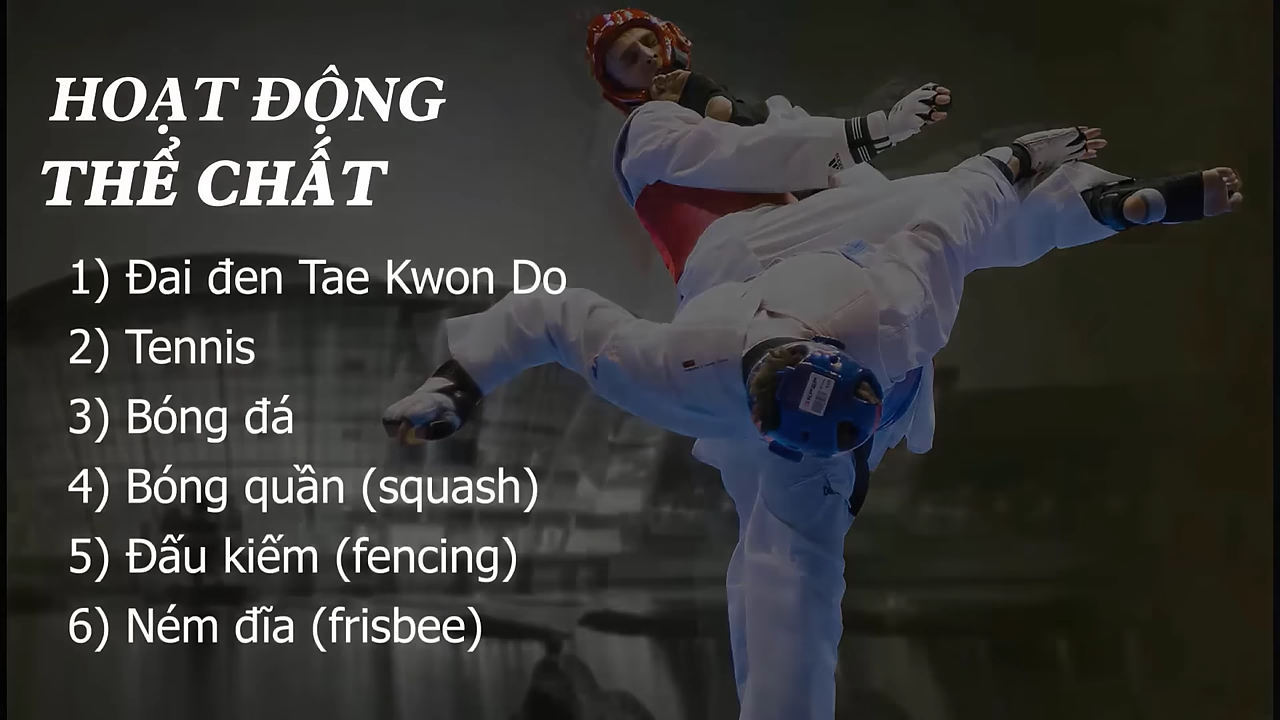 HOẠT ĐỘNG
THỂ CHẤT
1) Đai đen Tae Kwon Do
2) Tennis
3) Bóng đá
4) Bóng quần (squash)
5) Đấu kiếm (fencing)
6) Ném đĩa (frisbee)